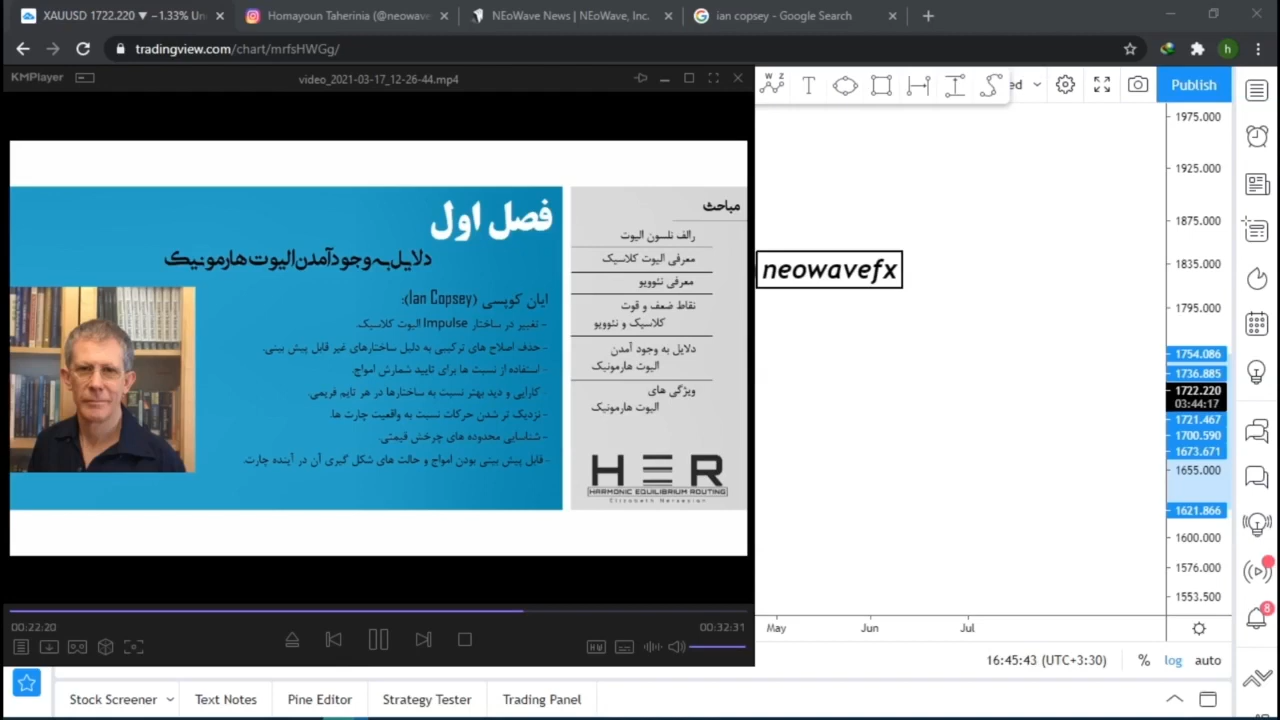 XAUUSD 1722.220 ▼ −1.33% Un
Homayoun Taherinia (@neowave
NEoWave News | NEoWave, Inc.
ian copsey - Google Search
tradingview.com/chart/mrfsHWGg/
h
KMPlayer
video_2021-03-17_12-26-44.mp4
W Z
T
ed
Publish
فصل اول
دلایل به وجود آمدن الیوت هارمونیک
ایان کوپسی (Ian Copsey):
- تغییر در ساختار Impulse الیوت کلاسیک.
- حذف اصلاح های ترکیبی به دلیل ساختارهای غیر قابل پیش بینی.
- استفاده از نسبت ها برای تایید شمارش امواج.
- کارآیی و دید بهتر نسبت به ساختارها در هر تایم فریمی.
- نزدیک تر شدن حرکات نسبت به واقعیت چارت ها.
- شناسایی محدوده های چرخش قیمتی.
- قابل پیش بینی بودن امواج و حالت های شکل گیری آن در آینده چارت.
مباحث
رالف نلسون الیوت
معرفی الیوت کلاسیک
معرفی نئوویو
نقاط ضعف و قوت
کلاسیک و نئوویو
دلایل به وجود آمدن
الیوت هارمونیک
ویژگی های
الیوت هارمونیک
HER
HARMONIC EQUILIBRIUM ROUTING
Elizabeth Nersesian
neowavefx
1975.000
1925.000
1875.000
1835.000
1795.000
1754.086
1736.885
1722.220
03:44:17
1721.467
1700.590
1673.671
1655.000
1621.866
1600.000
1576.000
1553.500
May
Jun
Jul
00:22:20
00:32:31
HW
8
16:45:43 (UTC+3:30)
%
log
auto
Stock Screener
Text Notes
Pine Editor
Strategy Tester
Trading Panel